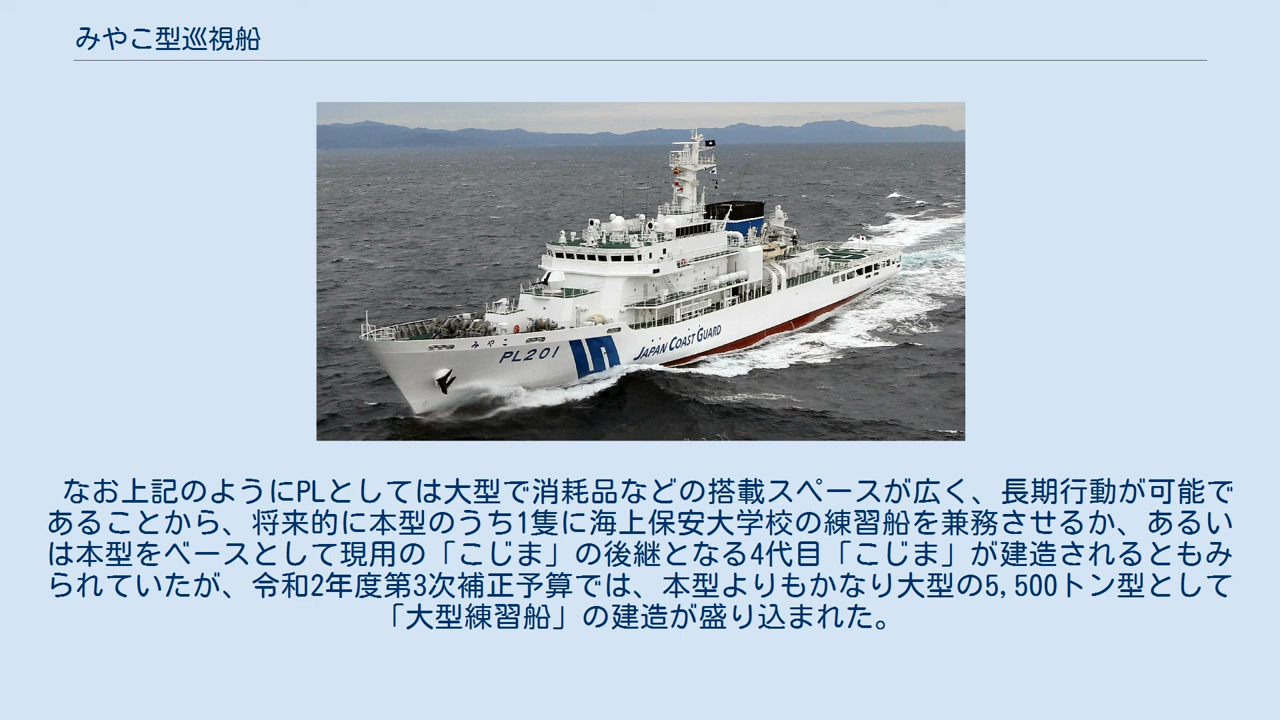 みやこ型巡視船
みやこ
PL201
JAPAN COAST GUARD
なお上記のようにPLとしては大型で消耗品などの搭載スペースが広く、長期行動が可能で
あることから、将来的に本型のうち1隻に海上保安大学校の練習船を兼務させるか、あるい
は本型をベースとして現用の「こじま」の後継となる4代目「こじま」が建造されるともみ
られていたが、令和2年度第3次補正予算では、本型よりもかなり大型の5,500トン型として
「大型練習船」の建造が盛り込まれた。